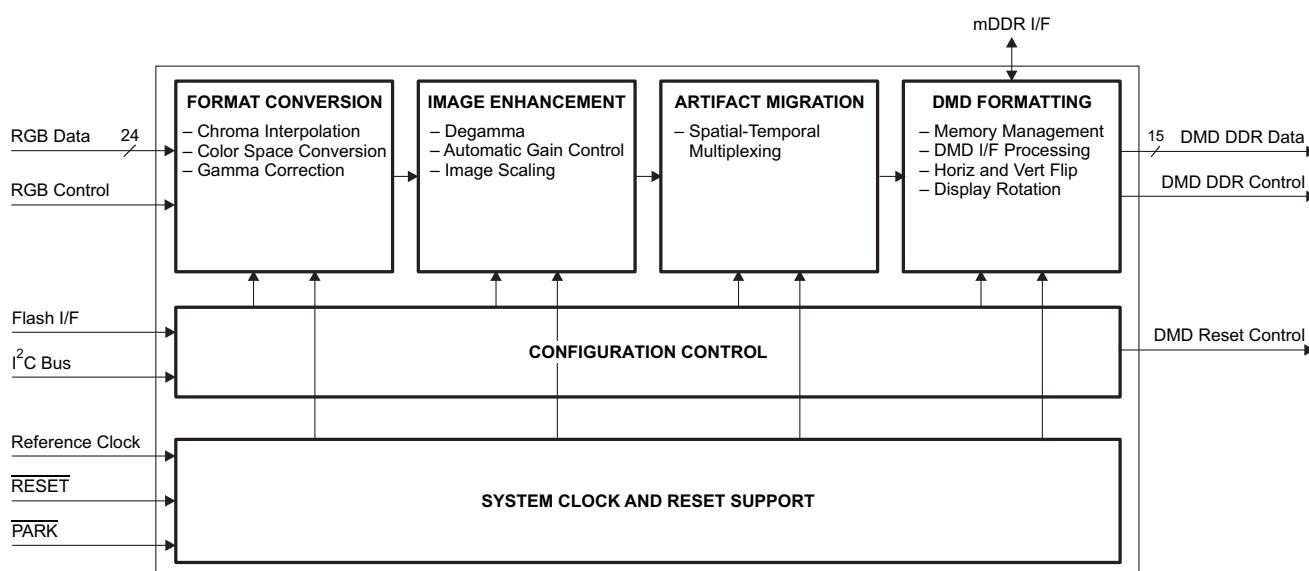 mDDR I/F
FORMAT CONVERSION
– Chroma Interpolation
– Color Space Conversion
– Gamma Correction
IMAGE ENHANCEMENT
– Degamma
– Automatic Gain Control
– Image Scaling
ARTIFACT MIGRATION
– Spatial-Temporal
Multiplexing
DMD FORMATTING
– Memory Management
– DMD I/F Processing
– Horiz and Vert Flip
– Display Rotation
RGB Data
24
RGB Control
15
DMD DDR Data
DMD DDR Control
Flash I/F
I²C Bus
CONFIGURATION CONTROL
DMD Reset Control
Reference Clock
RESET
PARK
SYSTEM CLOCK AND RESET SUPPORT